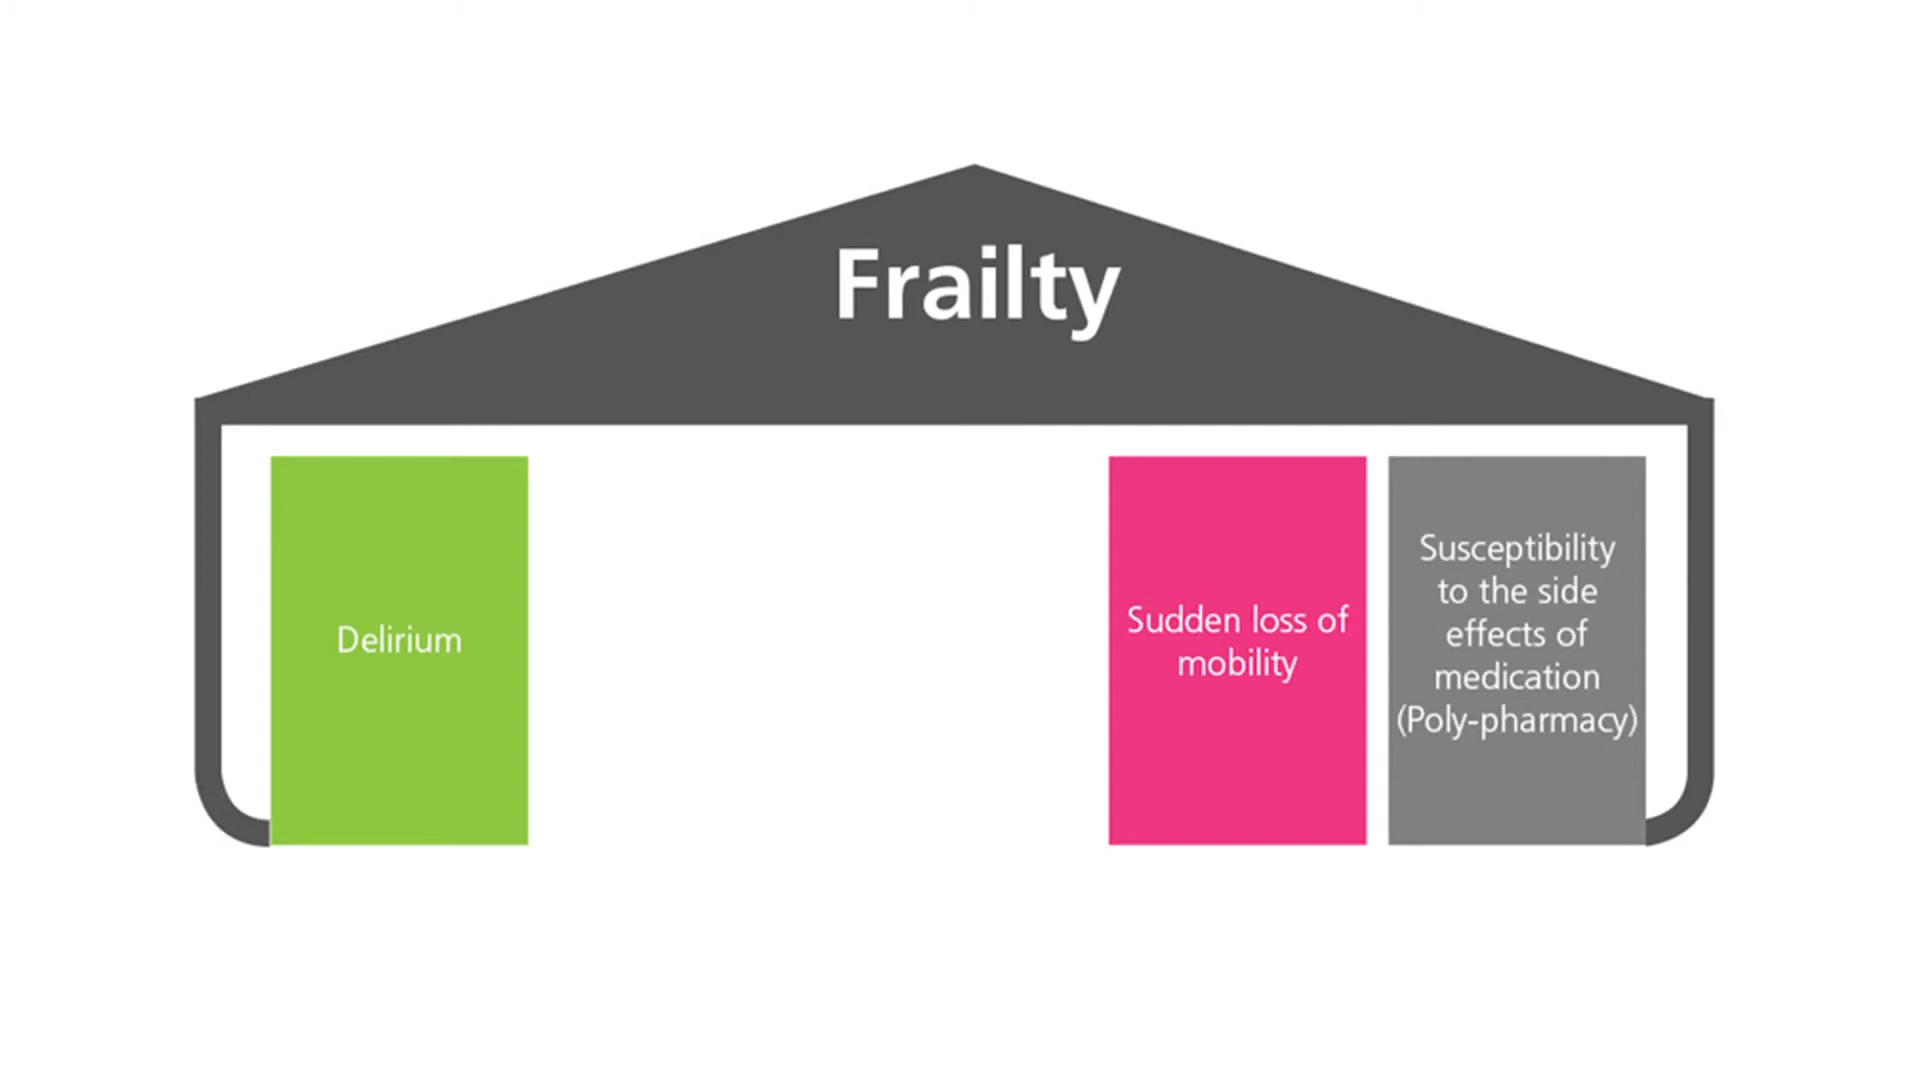 Frailty
Delirium
Sudden loss of
mobility
Susceptibility
to the side
effects of
medication
(Poly-pharmacy)